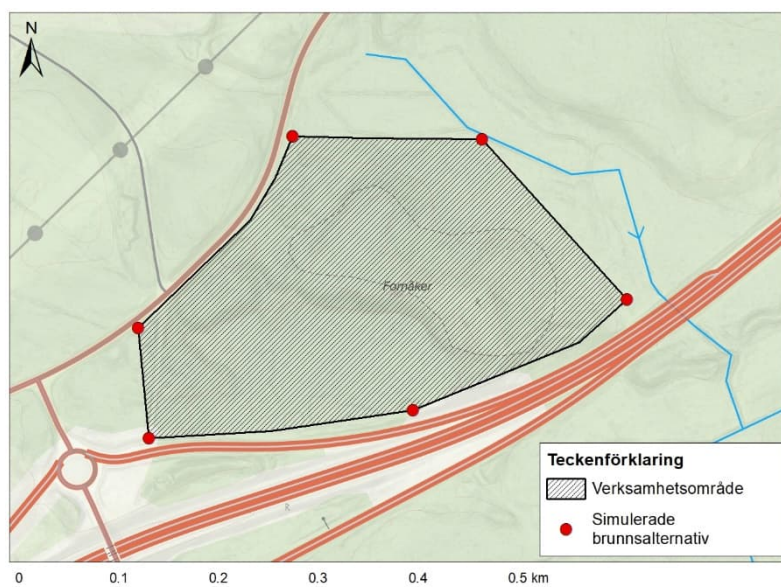 N
Fornåker
R
R
Teckenförklaring
Verksamhetsområde
Simulerade
brunnsalternativ
0 0.1 0.2 0.3 0.4 0.5 km